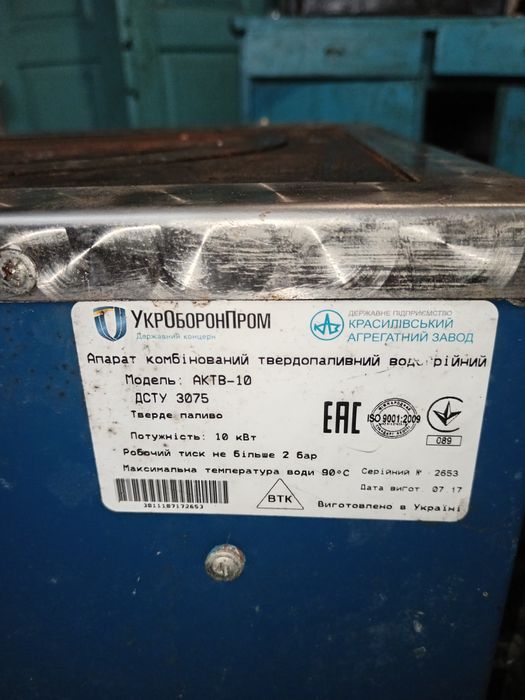 УкрОборонПром
Державний концерн
ДЕРЖАВНЕ ПІДПРИЄМСТВО
КРАСИЛІВСЬКИЙ
АГРЕГАТНИЙ ЗАВОД
Апарат комбінований твердопаливний водогрійний
Модель: АКТВ-10
ДСТУ 3075
Тверде паливо
Потужність: 10 кВт
Робочий тиск не більше 2 бар
Максимальна температура води 90°С
EAC
ISO 9001:2009
089
Серійний № 2653
Дата вигот 07 17
Виготовлено в Україні
ВТК
3811187172653